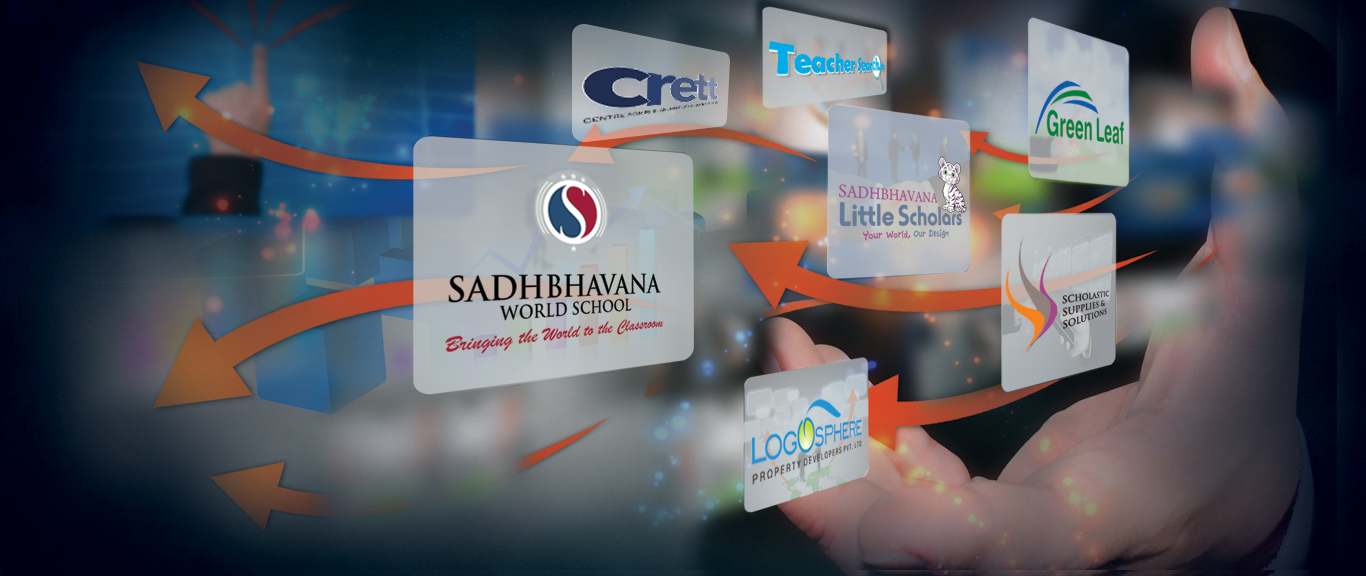 Crett
Teacher Search
Green Leaf
SADHBHAVANA
Little Scholars
Your World, Our Design
SADHBHAVANA
WORLD SCHOOL
Bringing the World to the Classroom
SCHOLASTIC
SUPPLIES &
SOLUTIONS
LOGOSPHERE
PROPERTY DEVELOPERS PVT. LTD